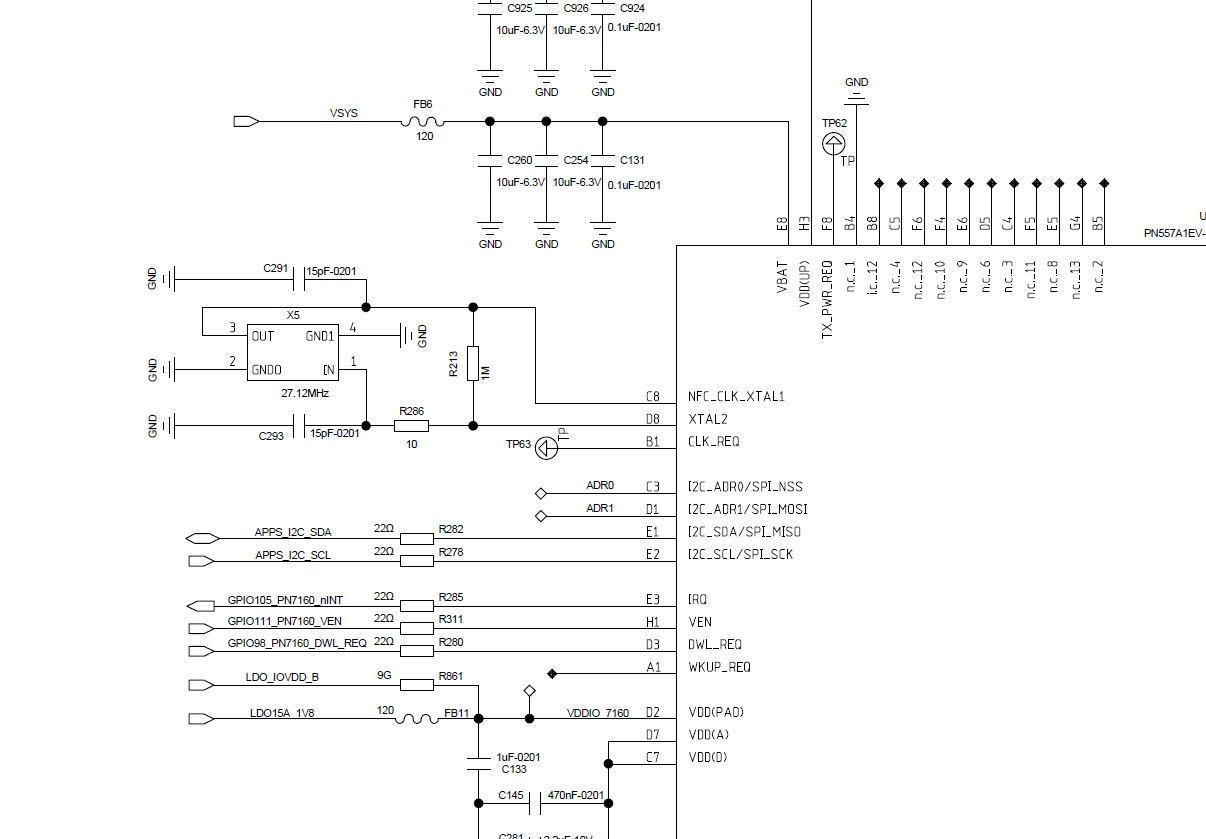 C925 C926 C924
10uF-6.3V 10uF-6.3V 0.1uF-0201
GND GND GND
GND
FB6
VSYS
120
TP62
TP
C260 C254 C131
10uF-6.3V 10uF-6.3V 0.1uF-0201
GND GND GND
E8 H3 F8 B4 B8 C5 F6 F4 E6 D5 C4 F5 E5 G4 B5
PN557A1EV-
VBAT VDD(UP) TX_PWR_REQ n.c._1 i.c._12 n.c._4 n.c._12 n.c._10 n.c._9 n.c._6 n.c._3 n.c._11 n.c._8 n.c._13 n.c._2
GND C291 15pF-0201
X5
3 OUT GND1 4 GND
GND 2 GND0 IN 1
R213 1M
27.12MHz
C8 NFC_CLK_XTAL1
R286
D8 XTAL2
GND C293 15pF-0201
10
TP63 TP B1 CLK_REQ
ADR0 C3 I2C_ADR0/SPI_NSS
ADR1 D1 I2C_ADR1/SPI_MOSI
APPS_I2C_SDA 22Ω R282 E1 I2C_SDA/SPI_MISO
APPS_I2C_SCL 22Ω R278 E2 I2C_SCL/SPI_SCK
GPIO105_PN7160_nINT 22Ω R285 E3 IRQ
GPIO111_PN7160_VEN 22Ω R311 H1 VEN
GPIO98_PN7160_DWL_REQ 22Ω R280 D3 DWL_REQ
A1 WKUP_REQ
LDO_IOVDD_B 9G R861
LDO15A_1V8 120 FB11 VDDIO_7160 D2 VDD(PAD)
D7 VDD(A)
C7 VDD(D)
1uF-0201
C133
C145 470nF-0201